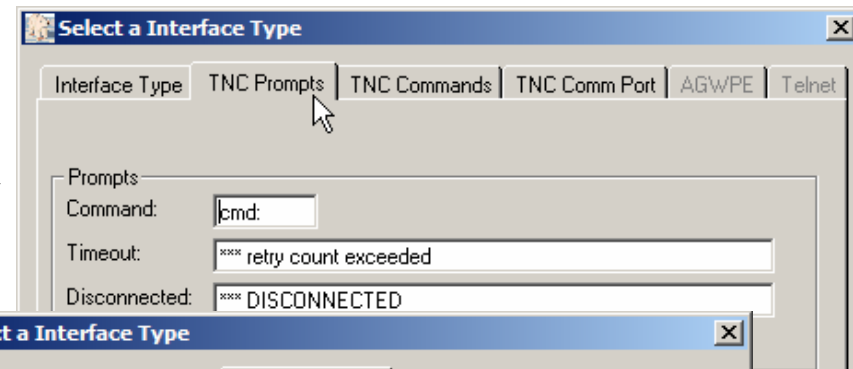 Select a Interface Type
Interface Type TNC Prompts TNC Commands TNC Comm Port AGWPE Telnet
Prompts
Command: cmd:
Timeout: *** retry count exceeded
Disconnected: *** DISCONNECTED
ct a Interface Type